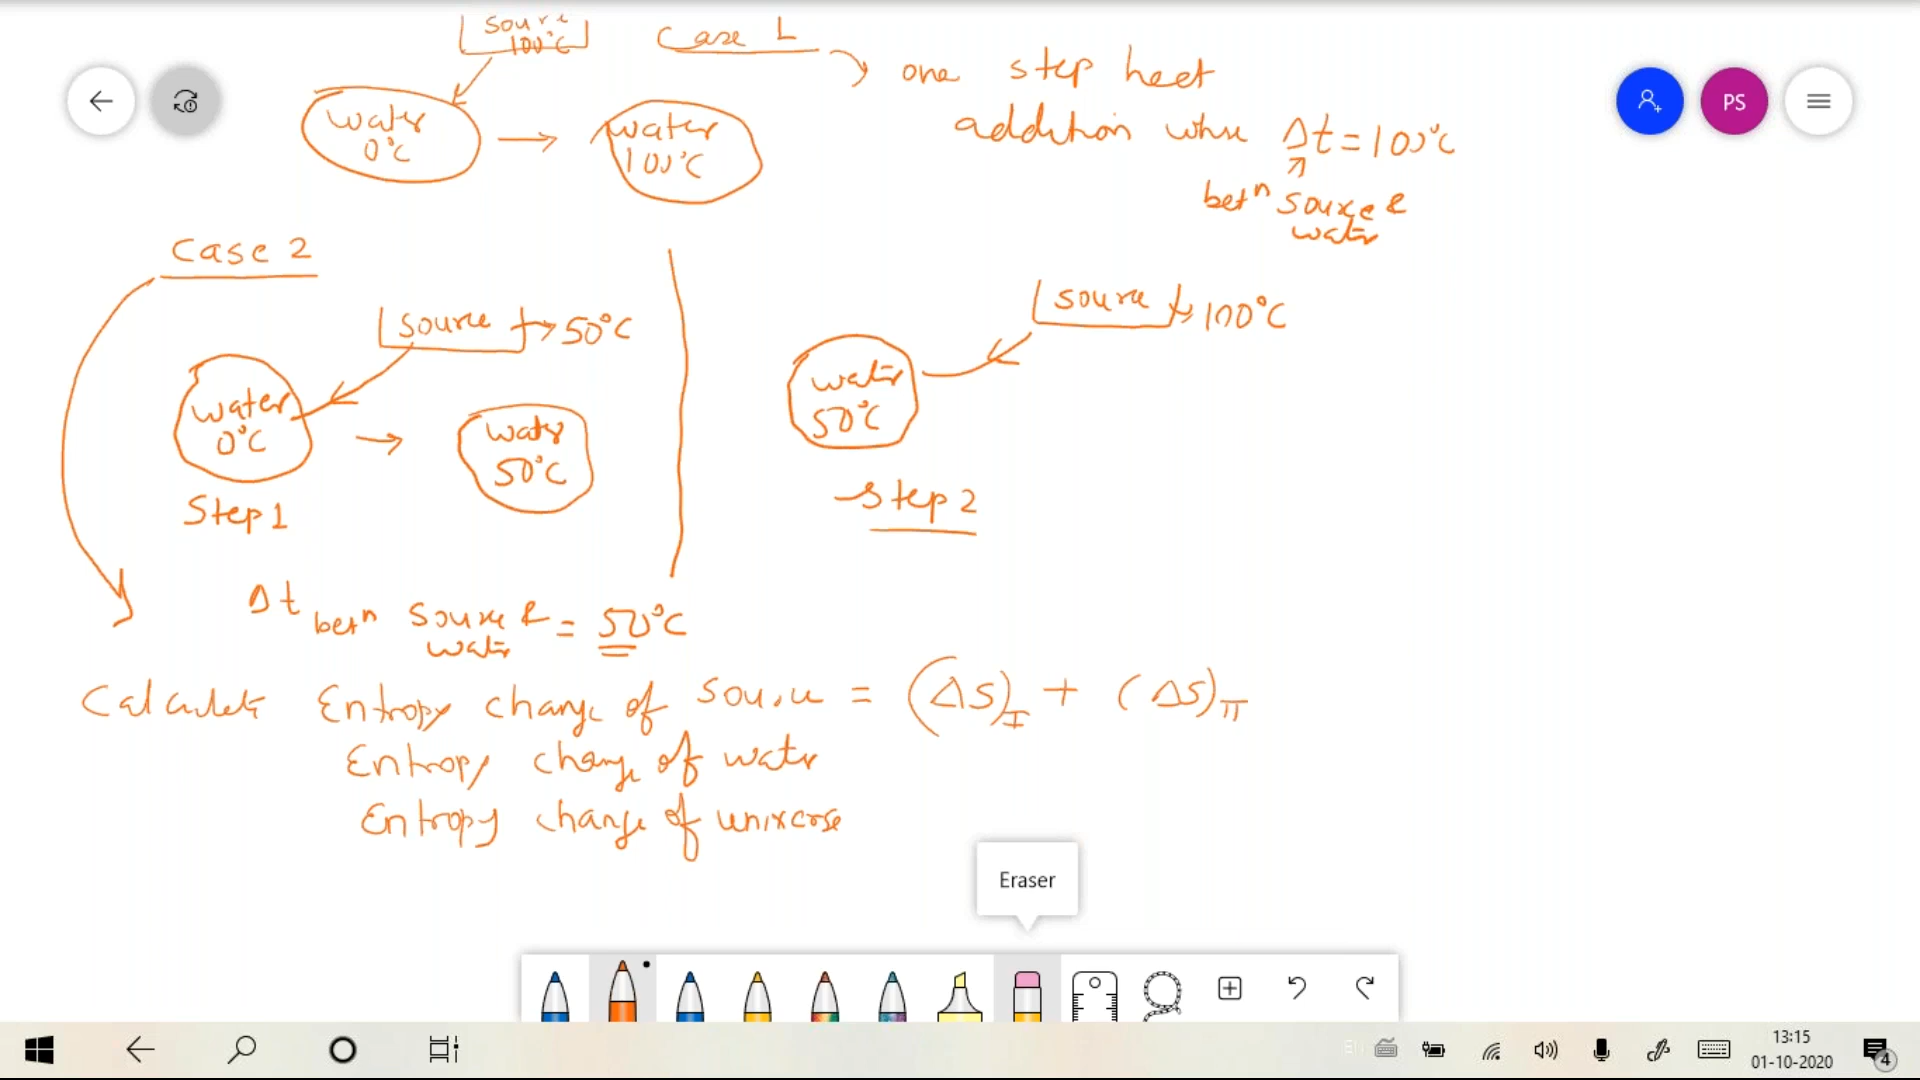 source
100°C
Case 1
one step heat
addition where Δt = 100°C
betn source &
water
water
0°C
water
100°C
Case 2
source → 50°C
water
0°C
water
50°C
Step 1
source → 100°C
water
50°C
Step 2
Δt betn source & = 50°C
water
Calculate Entropy change of source = (ΔS)I + (ΔS)II
Entropy change of water
Entropy change of universe
PS
Eraser
13:15
01-10-2020
4